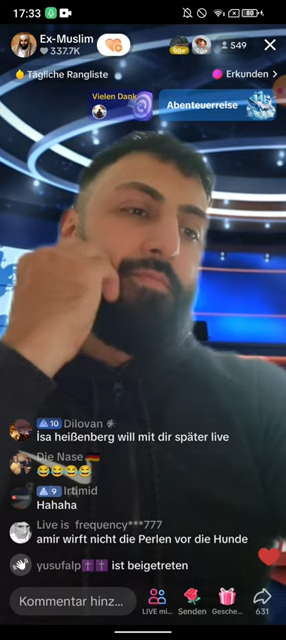 17:33
80
Ex-Muslim
337.7K
549
Tägliche Rangliste
Erkunden >
Vielen Dank
Abenteuerreise
10 Dilovan
İsa heißenberg will mit dir später live
Die Nase
9 Irtimid
Hahaha
Live is frequency***777
amir wirft nicht die Perlen vor die Hunde
yusufalp ist beigetreten
Kommentar hinz...
LIVE mi...
Senden
Gesche...
631